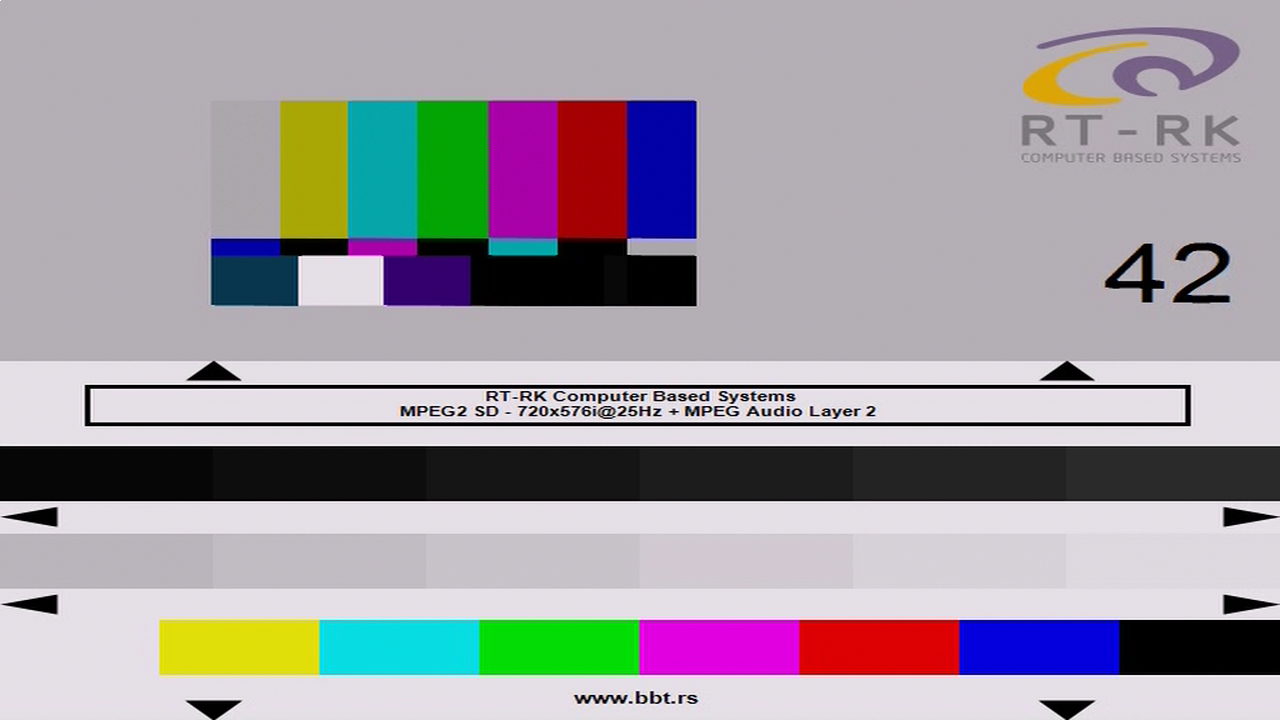 RT-RK
COMPUTER BASED SYSTEMS
42
RT-RK Computer Based Systems
MPEG2 SD - 720x576i@25Hz + MPEG Audio Layer 2
www.bbt.rs